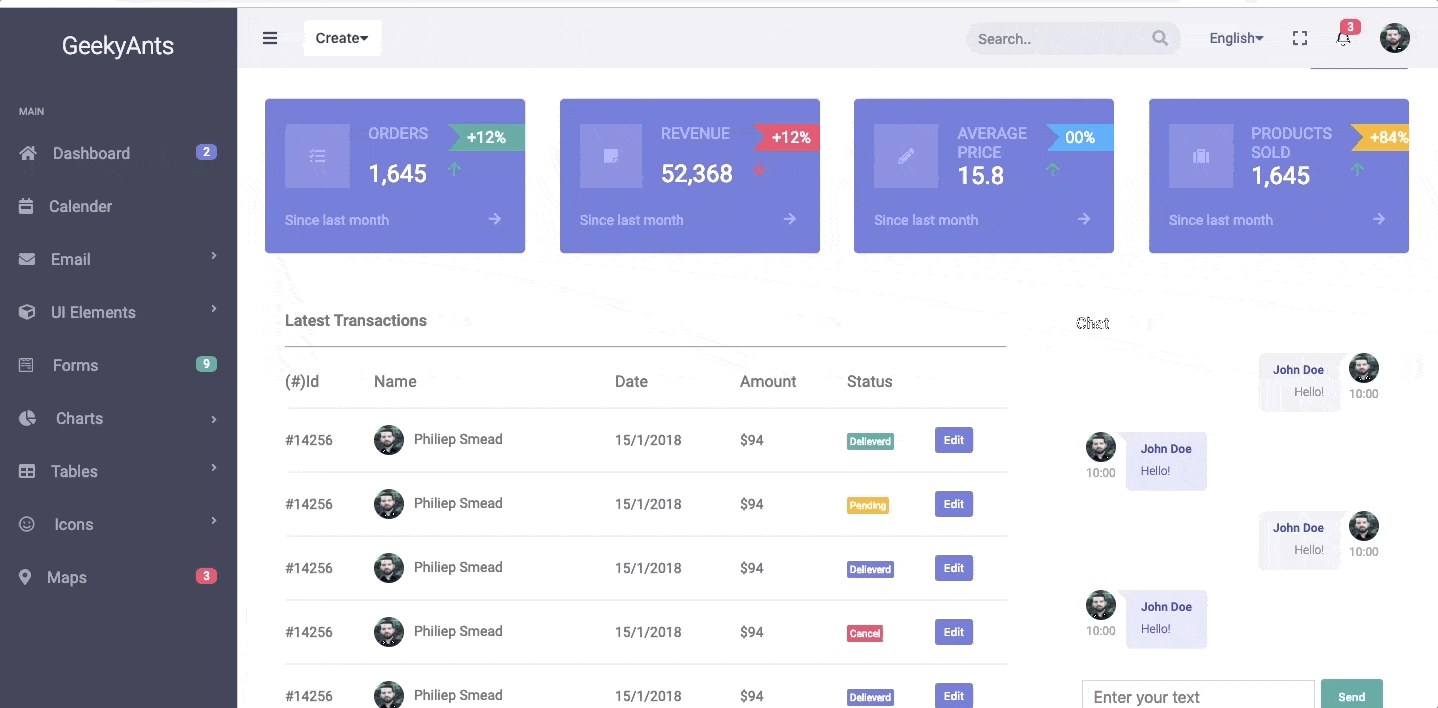 GeekyAnts
Create
Search..
English
3
MAIN
Dashboard 2
Calender
Email
UI Elements
Forms 9
Charts
Tables
Icons
Maps 3
ORDERS +12%
1,645
Since last month
REVENUE +12%
52,368
Since last month
AVERAGE
PRICE
00%
15.8
Since last month
PRODUCTS
SOLD
+84%
1,645
Since last month
Latest Transactions
(#)Id Name Date Amount Status
#14256 Philiep Smead 15/1/2018 $94 Delieverd Edit
#14256 Philiep Smead 15/1/2018 $94 Pending Edit
#14256 Philiep Smead 15/1/2018 $94 Delieverd Edit
#14256 Philiep Smead 15/1/2018 $94 Cancel Edit
#14256 Philiep Smead 15/1/2018 $94 Delieverd Edit
Chat
John Doe
Hello!
10:00
John Doe
Hello!
10:00
John Doe
Hello!
10:00
John Doe
Hello!
10:00
Enter your text Send